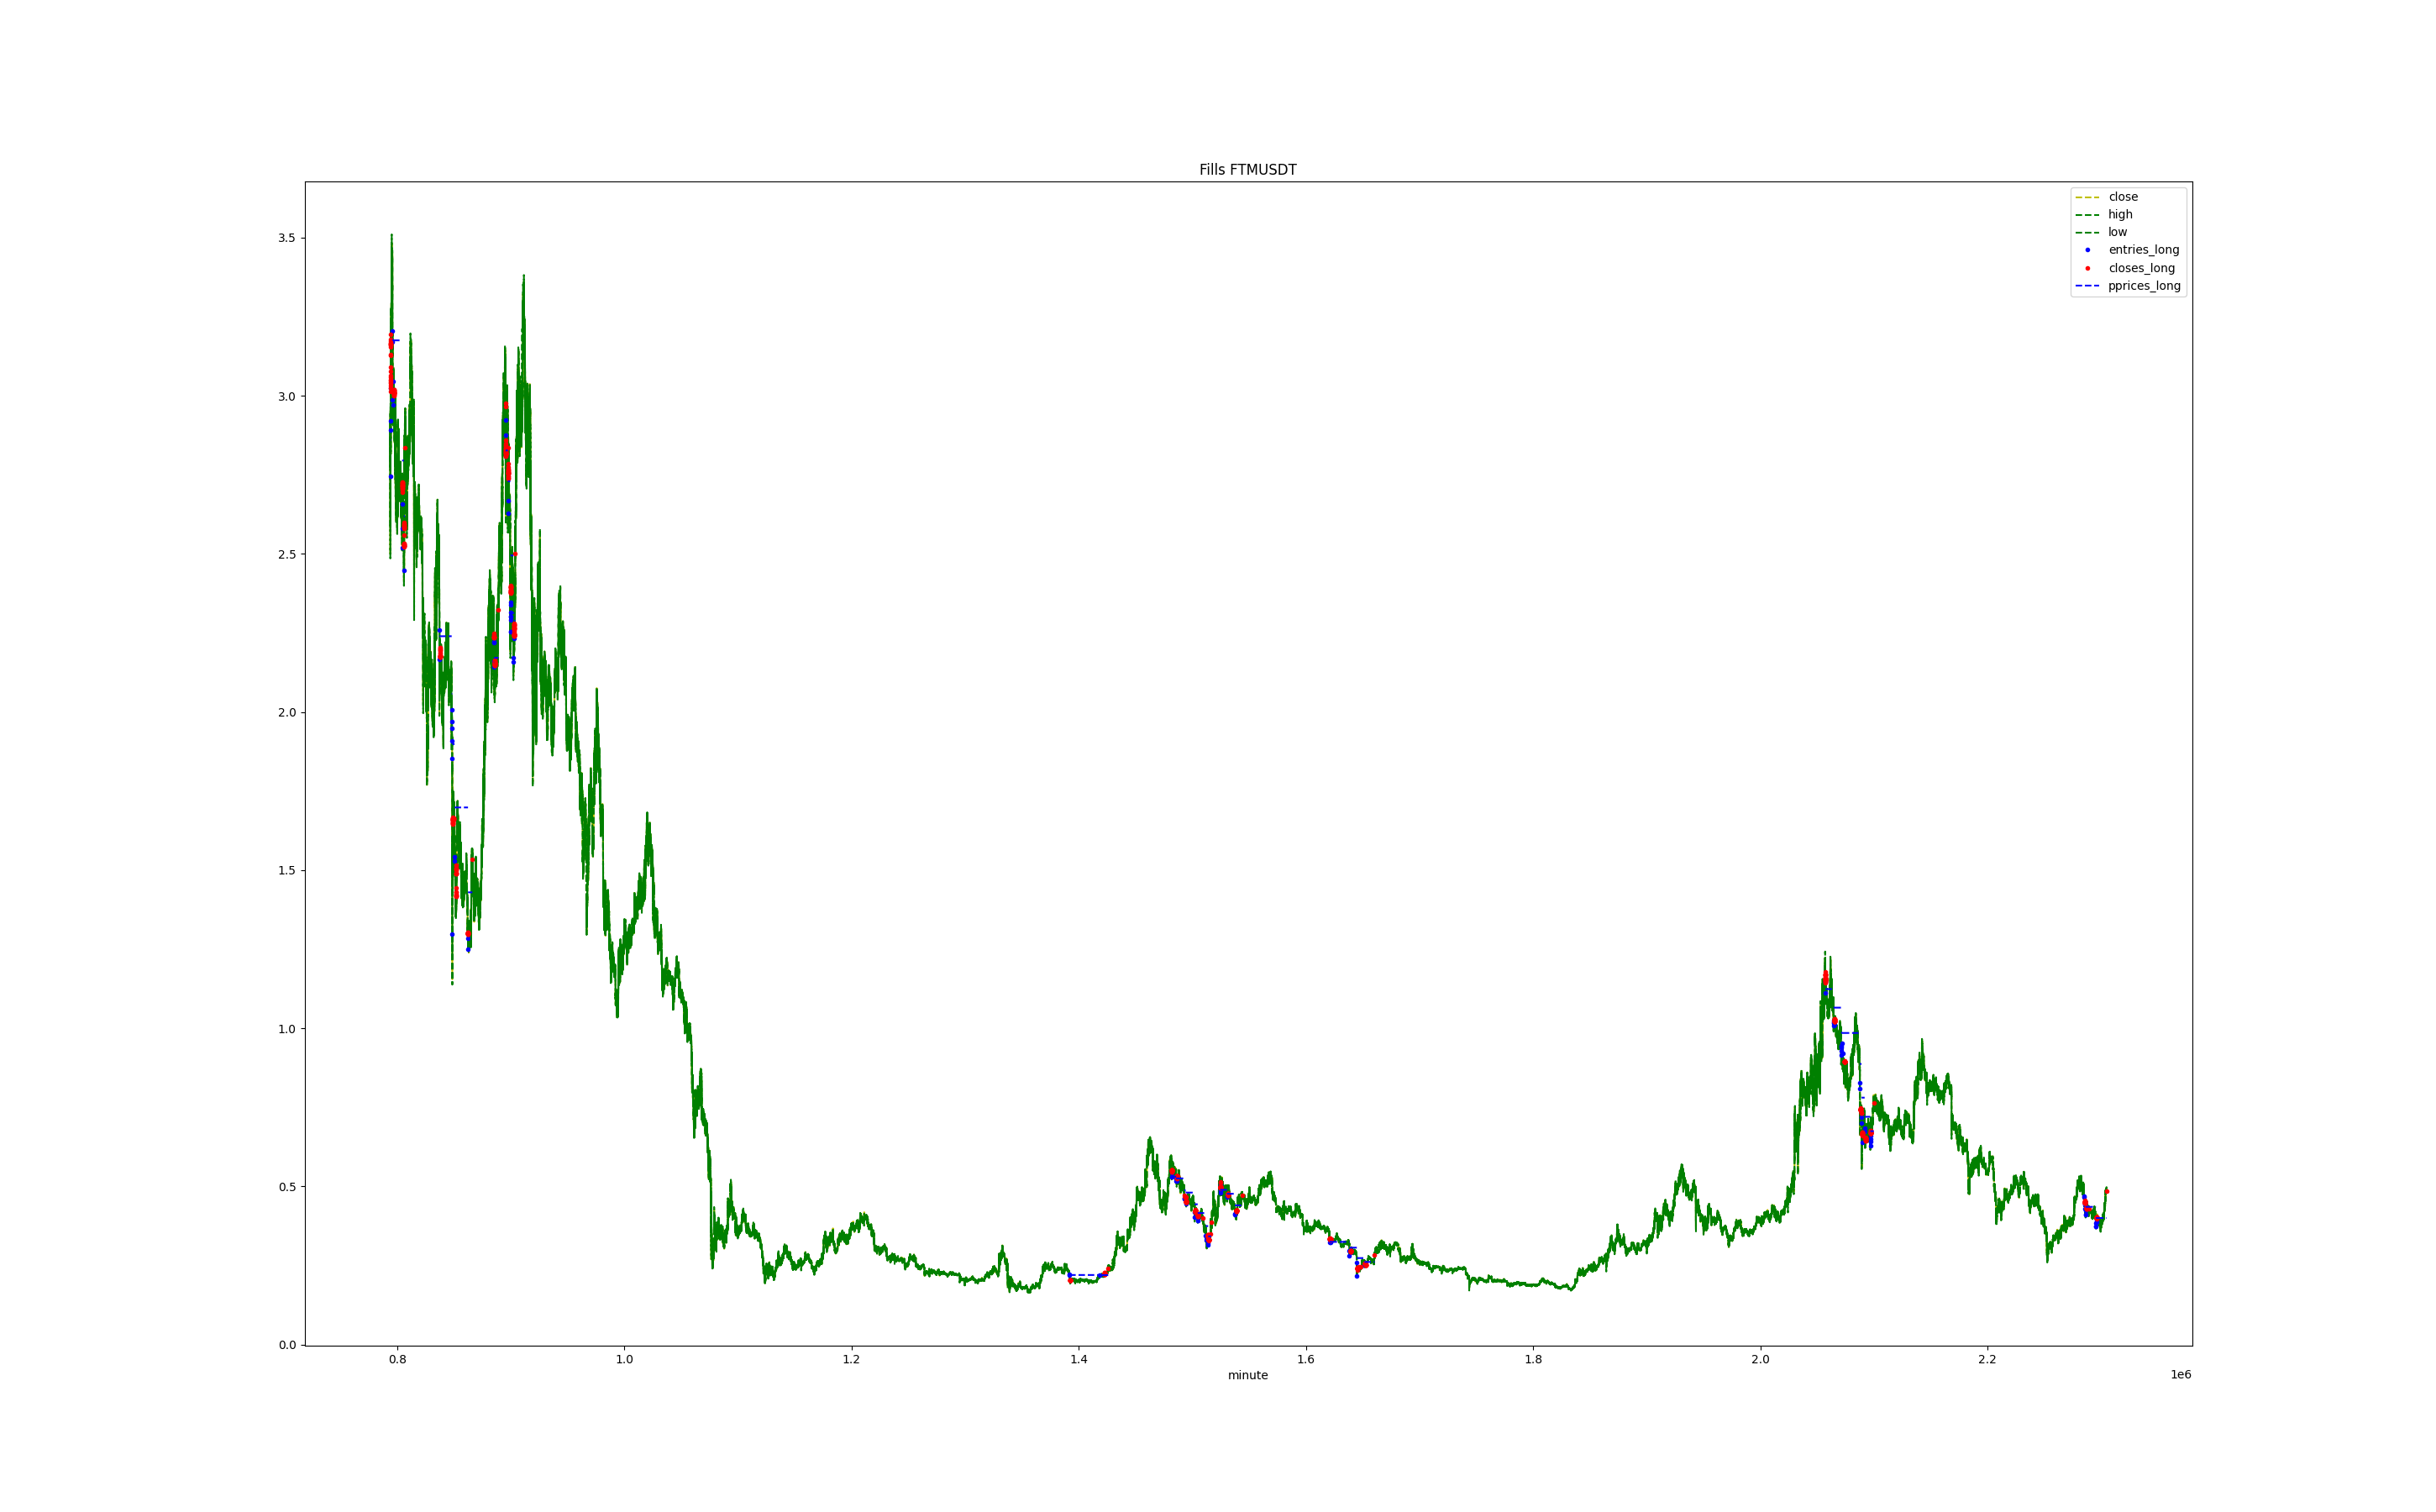 Fills FTMUSDT
close
high
low
entries_long
closes_long
pprices_long
3.5
3.0
2.5
2.0
1.5
1.0
0.5
0.0
0.8 1.0 1.2 1.4 1.6 1.8 2.0 2.2
minute
1e6